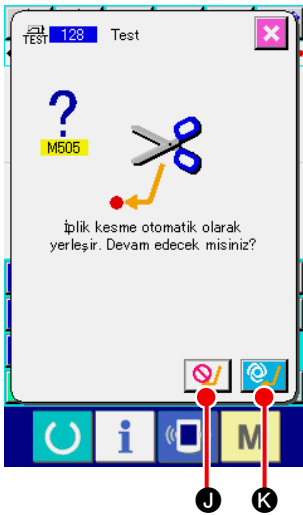 TEST 128 Test
?
M505
İplik kesme otomatik olarak
yerleşir. Devam edecek misiniz?
i M
J K